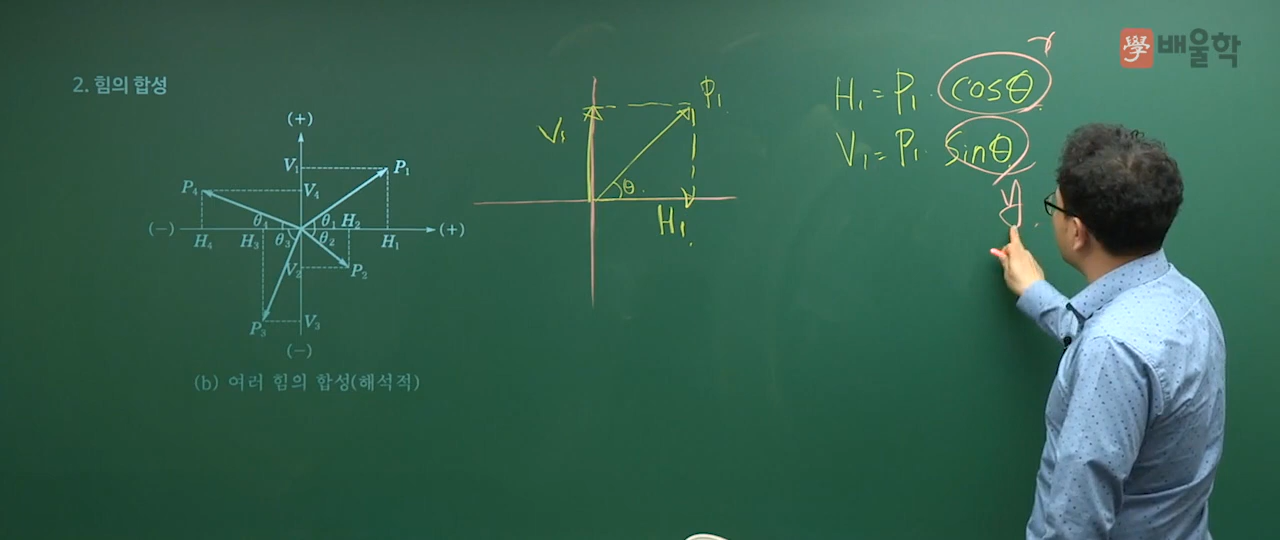 學 배울학
2. 힘의 합성
(+)
V₁
P₁
P₄
V₄
(−)
θ₄
θ₁
H₂
(+)
H₄
H₃
θ₃
θ₂
H₁
V₂
P₂
P₃
V₃
(−)
(b) 여러 힘의 합성(해석적)
P₁
V₁
θ
H₁
H₁ = P₁ · cosθ
V₁ = P₁ · sinθ